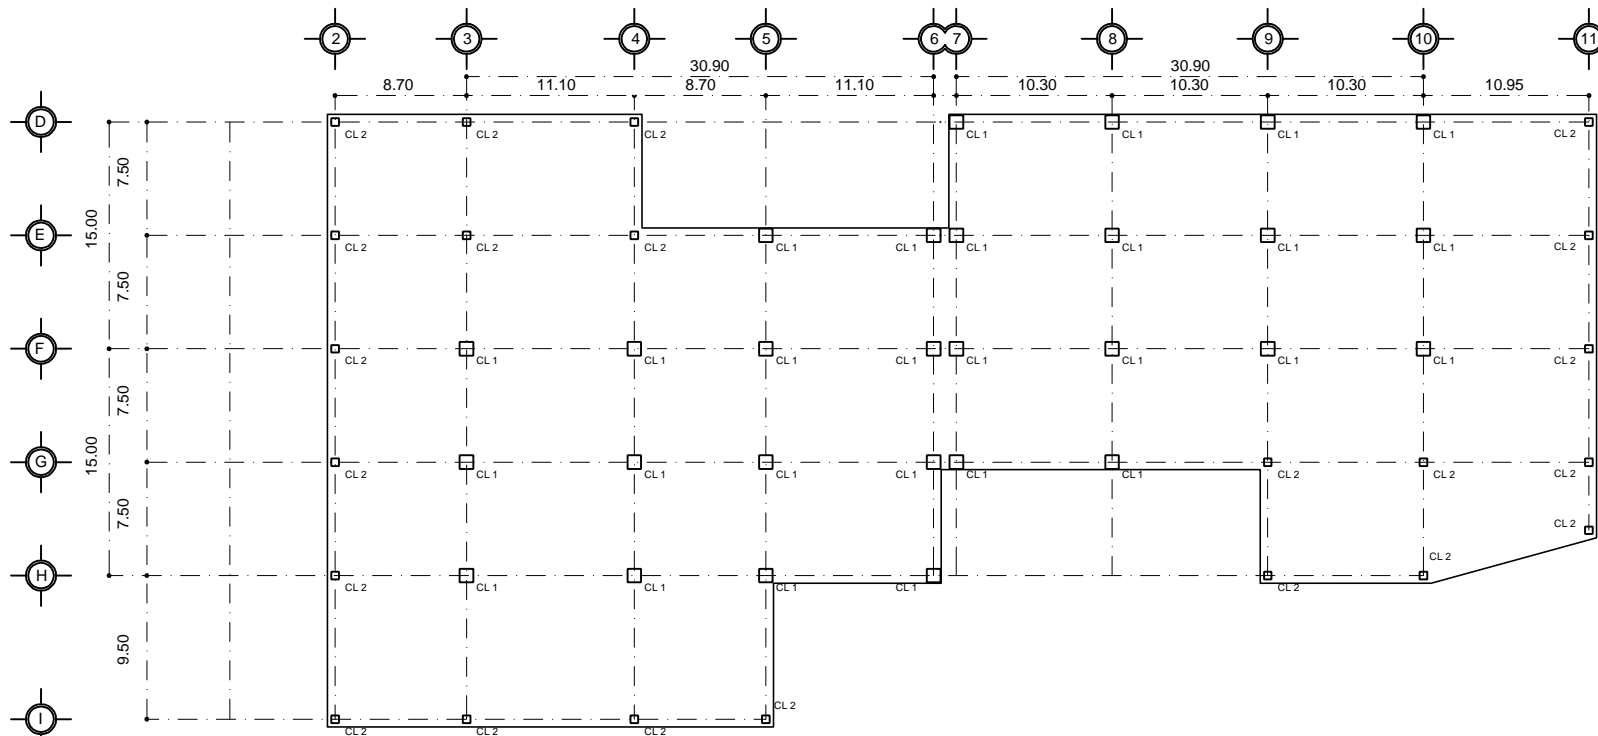 2 3 4 5 6 7 8 9 10 11
30.90 30.90
8.70 11.10 8.70 11.10 10.30 10.30 10.30 10.95
D
CL 2 CL 2 CL 2 CL 1 CL 1 CL 1 CL 1 CL 2
7.50
15.00
E
CL 2 CL 2 CL 2 CL 1 CL 1 CL 1 CL 1 CL 1 CL 1 CL 2
7.50
F
CL 2 CL 1 CL 1 CL 1 CL 1 CL 1 CL 1 CL 1 CL 1 CL 2
7.50
15.00
G
CL 2 CL 1 CL 1 CL 1 CL 1 CL 1 CL 1 CL 2 CL 2 CL 2
7.50
CL 2
CL 2
H
CL 2 CL 1 CL 1 CL 1 CL 1 CL 2
9.50
CL 2
I
CL 2 CL 2 CL 2